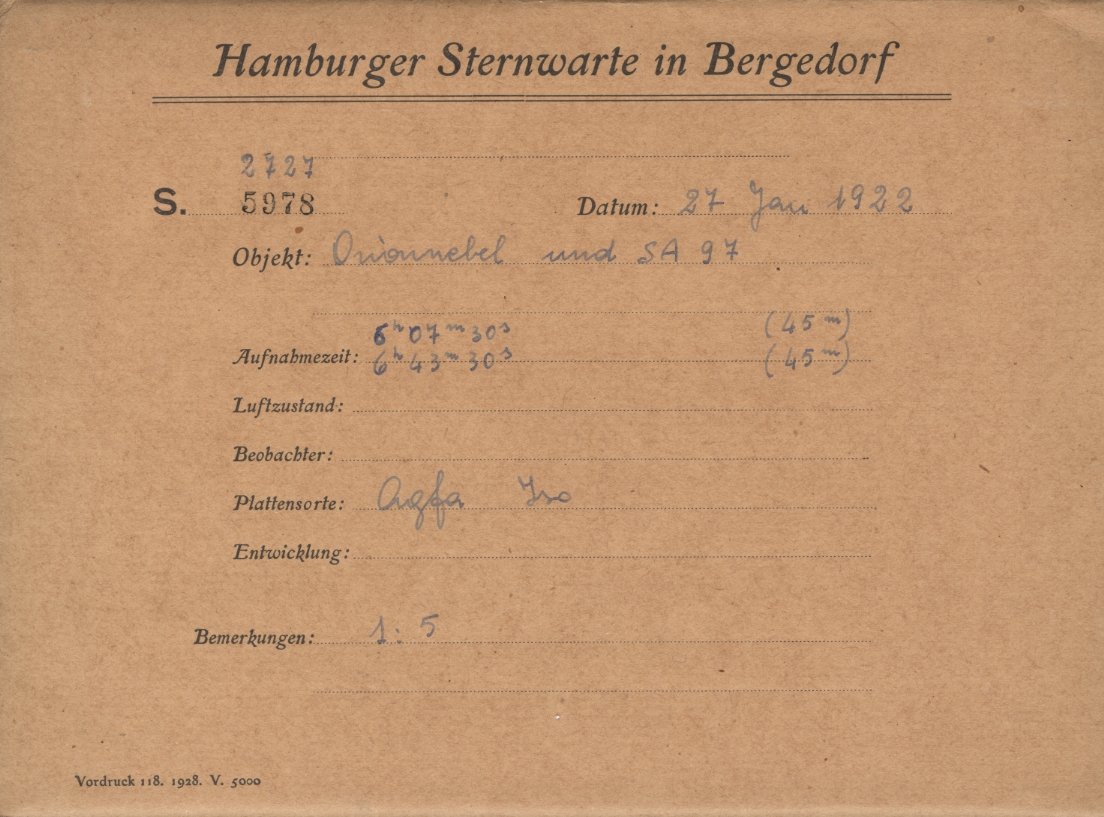 Hamburger Sternwarte in Bergedorf
2727
S. 5978 Datum: 27 Jan 1922
Objekt: Orionnebel und SA 97
6h 07m 30s (45m)
Aufnahmezeit: 6h 43m 30s (45m)
Luftzustand:
Beobachter:
Plattensorte: Agfa Iso
Entwicklung:
Bemerkungen: 1:5
Vordruck 118. 1928. V. 5000